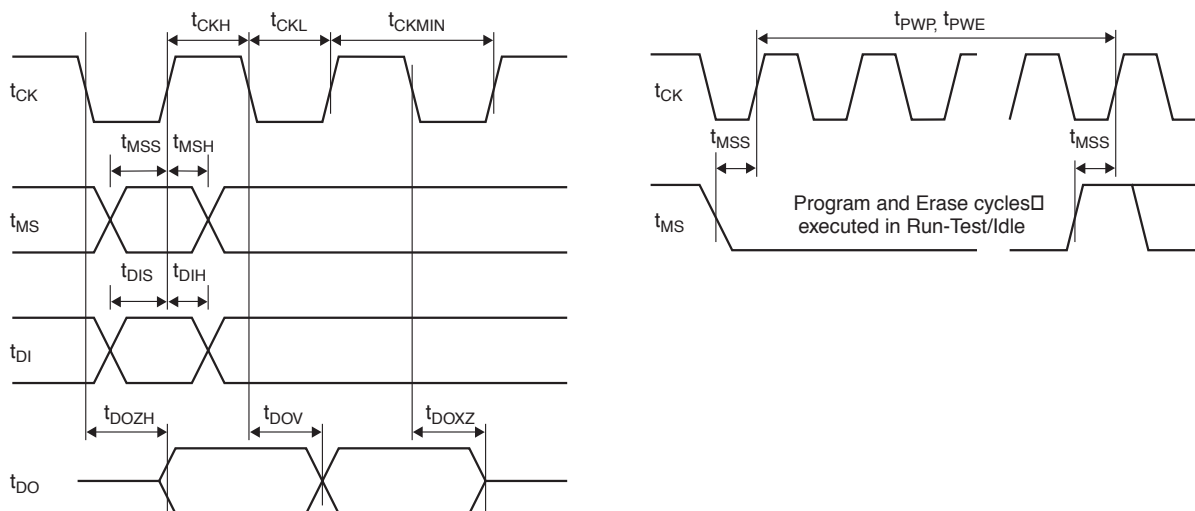 tCKH tCKL tCKMIN
tCK
tMSS tMSH
tMS
tDIS tDIH
tDI
tDOZH tDOV tDOXZ
tDO
tPWP, tPWE
tCK
tMSS tMSS
tMS
Program and Erase cycles□
executed in Run-Test/Idle